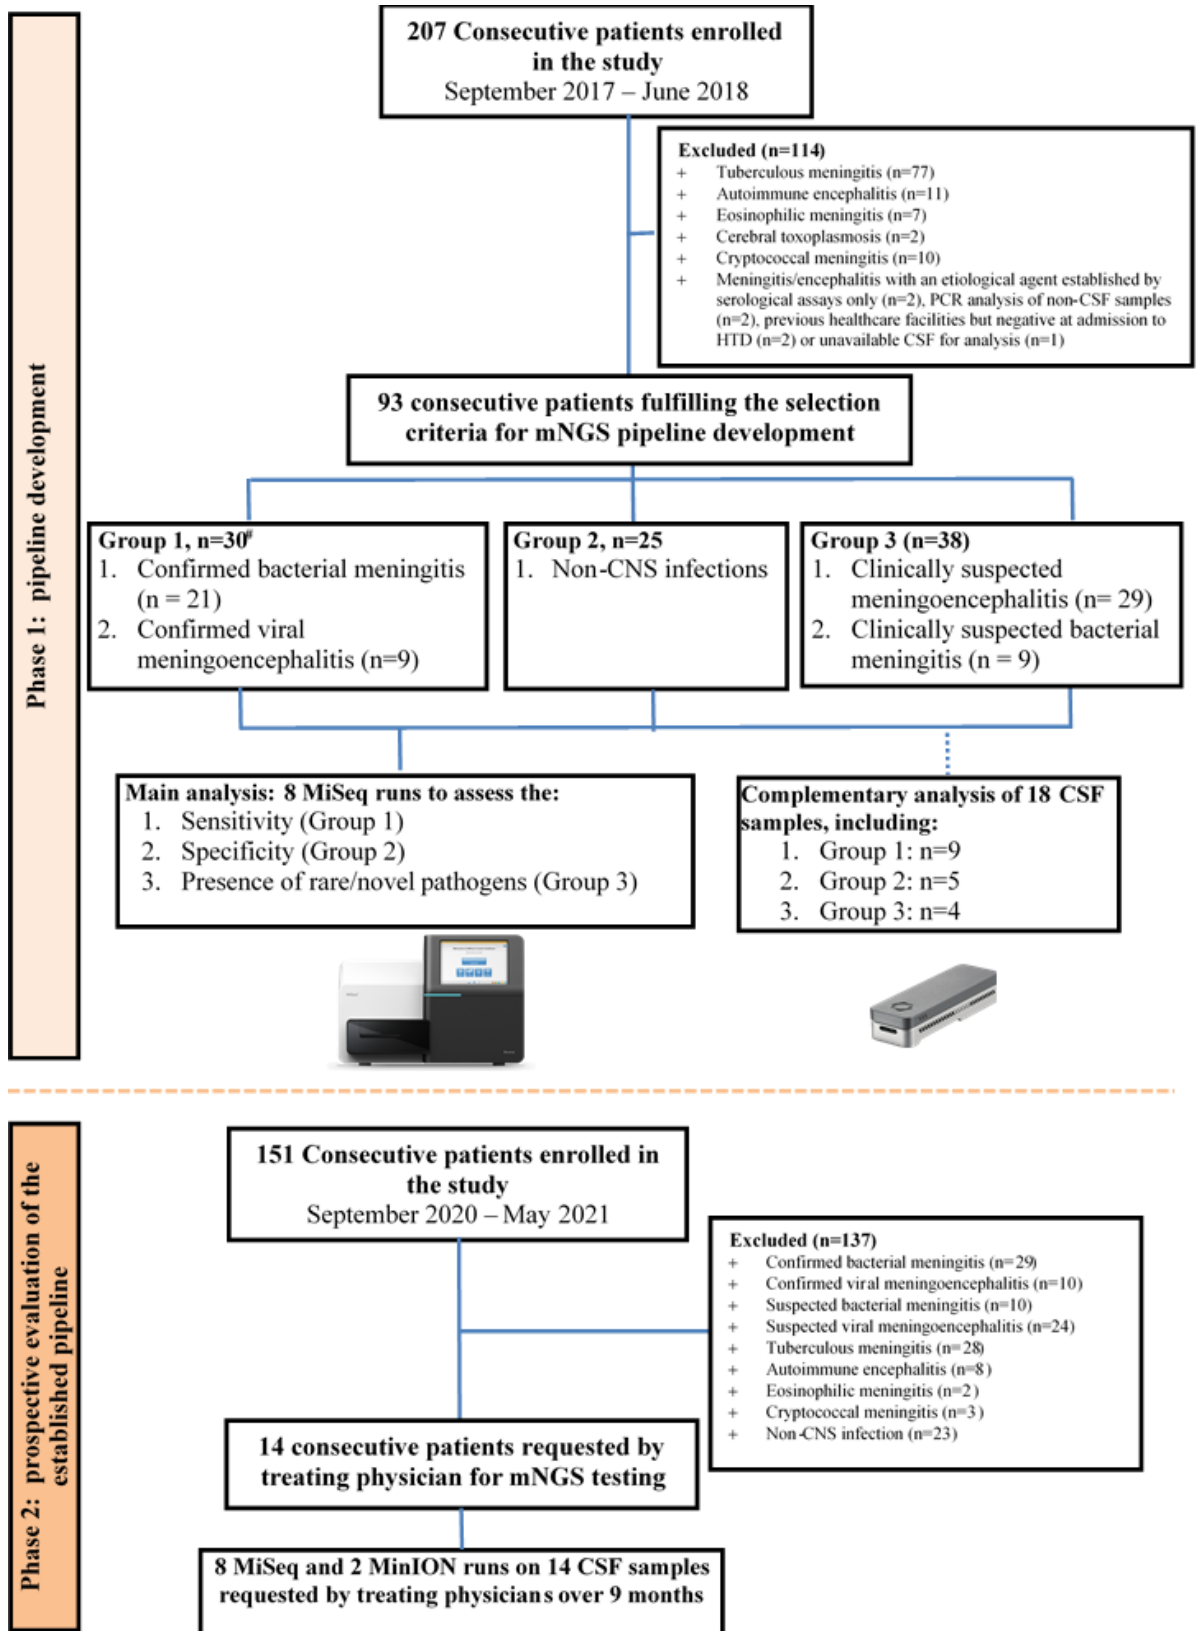 207 Consecutive patients enrolled
in the study
September 2017 – June 2018
Excluded (n=114)
+ Tuberculous meningitis (n=77)
+ Autoimmune encephalitis (n=11)
+ Eosinophilic meningitis (n=7)
+ Cerebral toxoplasmosis (n=2)
+ Cryptococcal meningitis (n=10)
+ Meningitis/encephalitis with an etiological agent established by
serological assays only (n=2), PCR analysis of non-CSF samples
(n=2), previous healthcare facilities but negative at admission to
HTD (n=2) or unavailable CSF for analysis (n=1)
93 consecutive patients fulfilling the selection
criteria for mNGS pipeline development
Phase 1: pipeline development
Group 1, n=30#
1. Confirmed bacterial meningitis
(n = 21)
2. Confirmed viral
meningoencephalitis (n=9)
Group 2, n=25
1. Non-CNS infections
Group 3 (n=38)
1. Clinically suspected
meningoencephalitis (n= 29)
2. Clinically suspected bacterial
meningitis (n = 9)
Main analysis: 8 MiSeq runs to assess the:
1. Sensitivity (Group 1)
2. Specificity (Group 2)
3. Presence of rare/novel pathogens (Group 3)
Complementary analysis of 18 CSF
samples, including:
1. Group 1: n=9
2. Group 2: n=5
3. Group 3: n=4
Phase 2: prospective evaluation of the
established pipeline
151 Consecutive patients enrolled in
the study
September 2020 – May 2021
Excluded (n=137)
+ Confirmed bacterial meningitis (n=29)
+ Confirmed viral meningoencephalitis (n=10)
+ Suspected bacterial meningitis (n=10)
+ Suspected viral meningoencephalitis (n=24)
+ Tuberculous meningitis (n=28)
+ Autoimmune encephalitis (n=8)
+ Eosinophilic meningitis (n=2)
+ Cryptococcal meningitis (n=3)
+ Non-CNS infection (n=23)
14 consecutive patients requested by
treating physician for mNGS testing
8 MiSeq and 2 MinION runs on 14 CSF samples
requested by treating physicians over 9 months